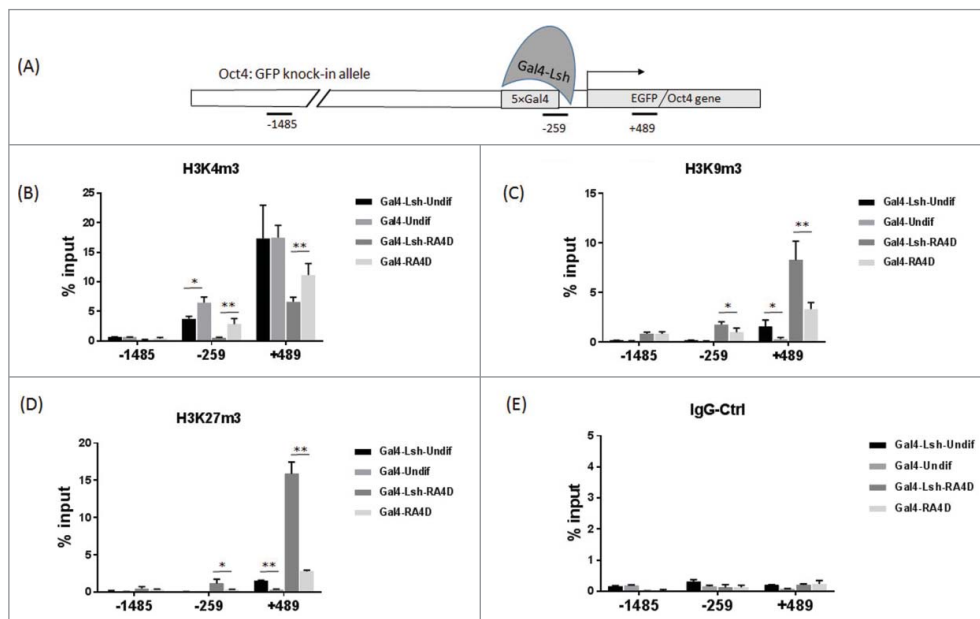 (A)
Oct4: GFP knock-in allele
Gal4-Lsh
5×Gal4
EGFP/Oct4 gene
-1485
-259
+489
(B)
H3K4m3
% input
25
20
15
10
5
0
* ** **
-1485 -259 +489
Gal4-Lsh-Undif
Gal4-Undif
Gal4-Lsh-RA4D
Gal4-RA4D
(C)
H3K9m3
% input
15
10
5
0
* * **
-1485 -259 +489
Gal4-Lsh-Undif
Gal4-Undif
Gal4-Lsh-RA4D
Gal4-RA4D
(D)
H3K27m3
% input
20
15
10
5
0
* ** **
-1485 -259 +489
Gal4-Lsh-Undif
Gal4-Undif
Gal4-Lsh-RA4D
Gal4-RA4D
(E)
IgG-Ctrl
% input
5
4
3
2
1
0
-1485 -259 +489
Gal4-Lsh-Undif
Gal4-Undif
Gal4-Lsh-RA4D
Gal4-RA4D